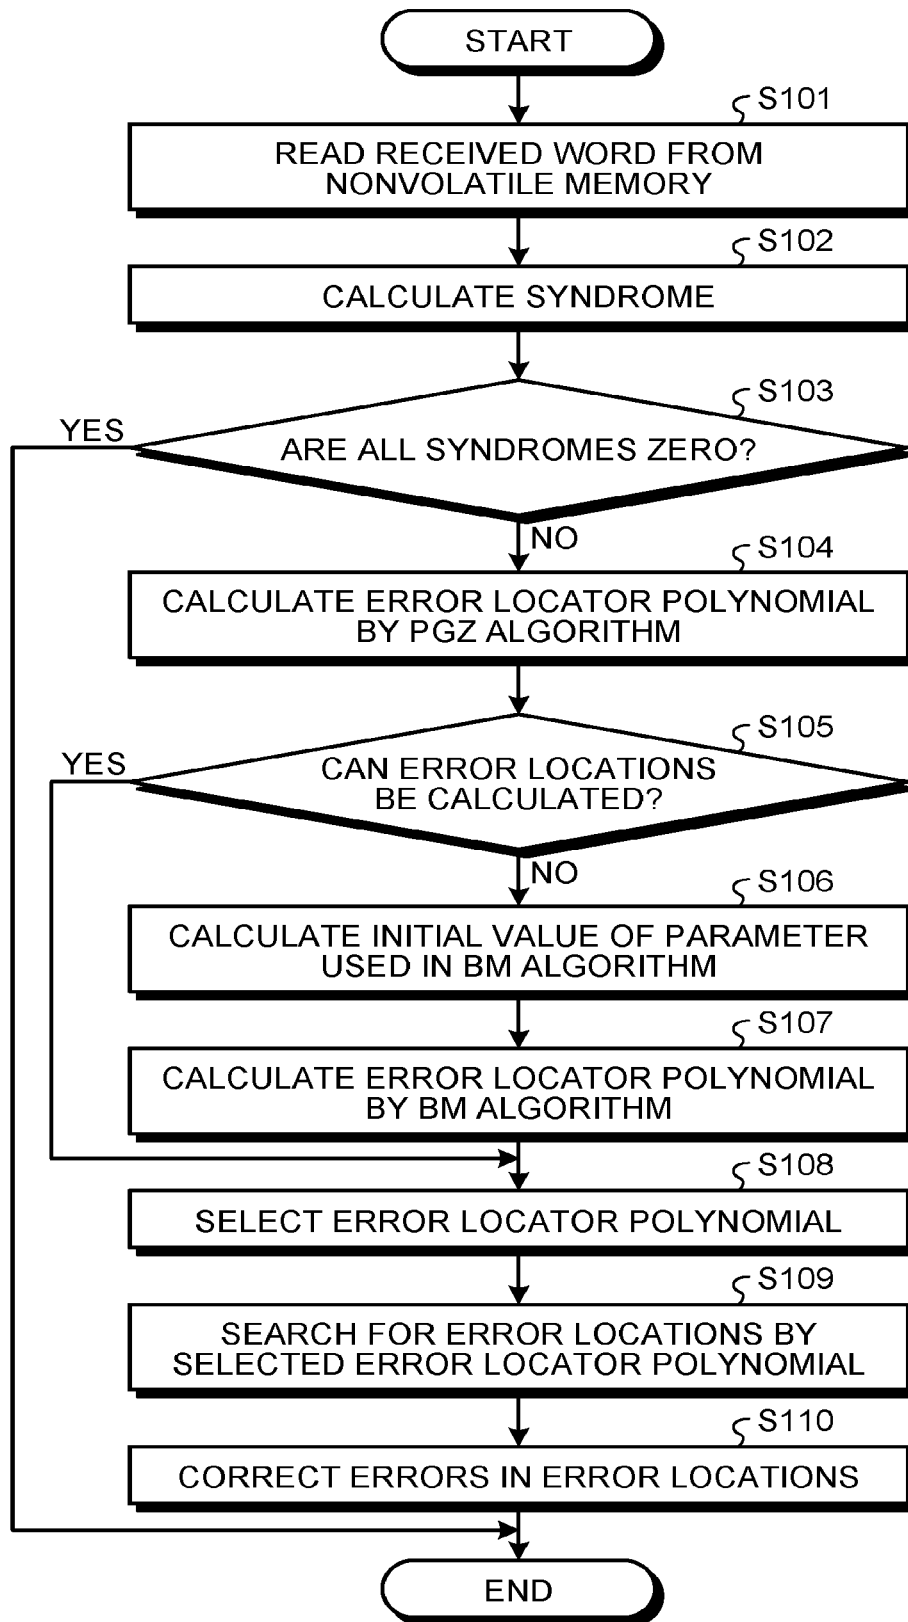 START
S101
READ RECEIVED WORD FROM
NONVOLATILE MEMORY
S102
CALCULATE SYNDROME
S103
YES
ARE ALL SYNDROMES ZERO?
NO
S104
CALCULATE ERROR LOCATOR POLYNOMIAL
BY PGZ ALGORITHM
S105
YES
CAN ERROR LOCATIONS
BE CALCULATED?
NO
S106
CALCULATE INITIAL VALUE OF PARAMETER
USED IN BM ALGORITHM
S107
CALCULATE ERROR LOCATOR POLYNOMIAL
BY BM ALGORITHM
S108
SELECT ERROR LOCATOR POLYNOMIAL
S109
SEARCH FOR ERROR LOCATIONS BY
SELECTED ERROR LOCATOR POLYNOMIAL
S110
CORRECT ERRORS IN ERROR LOCATIONS
END